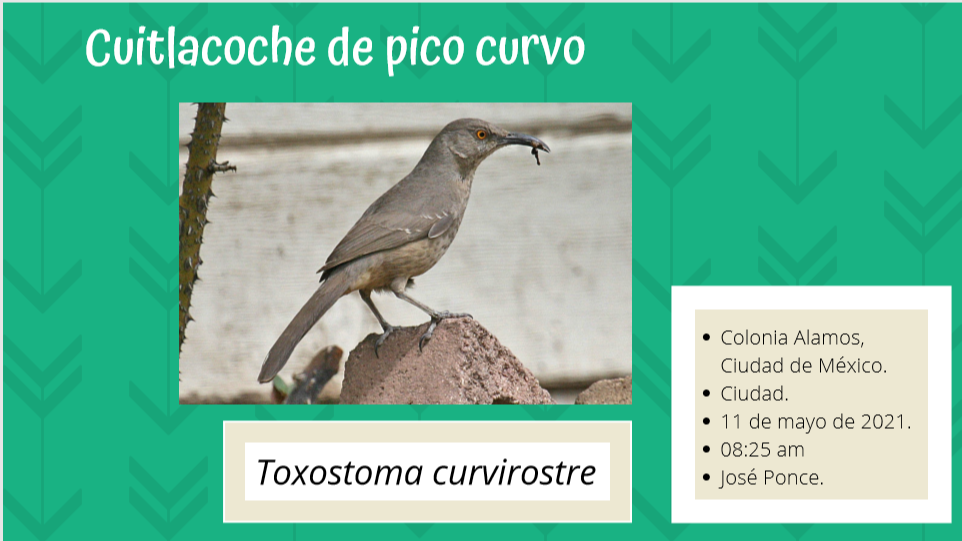 Cuitlacoche de pico curvo
Toxostoma curvirostre
• Colonia Alamos,
Ciudad de México.
• Ciudad.
• 11 de mayo de 2021.
• 08:25 am
• José Ponce.